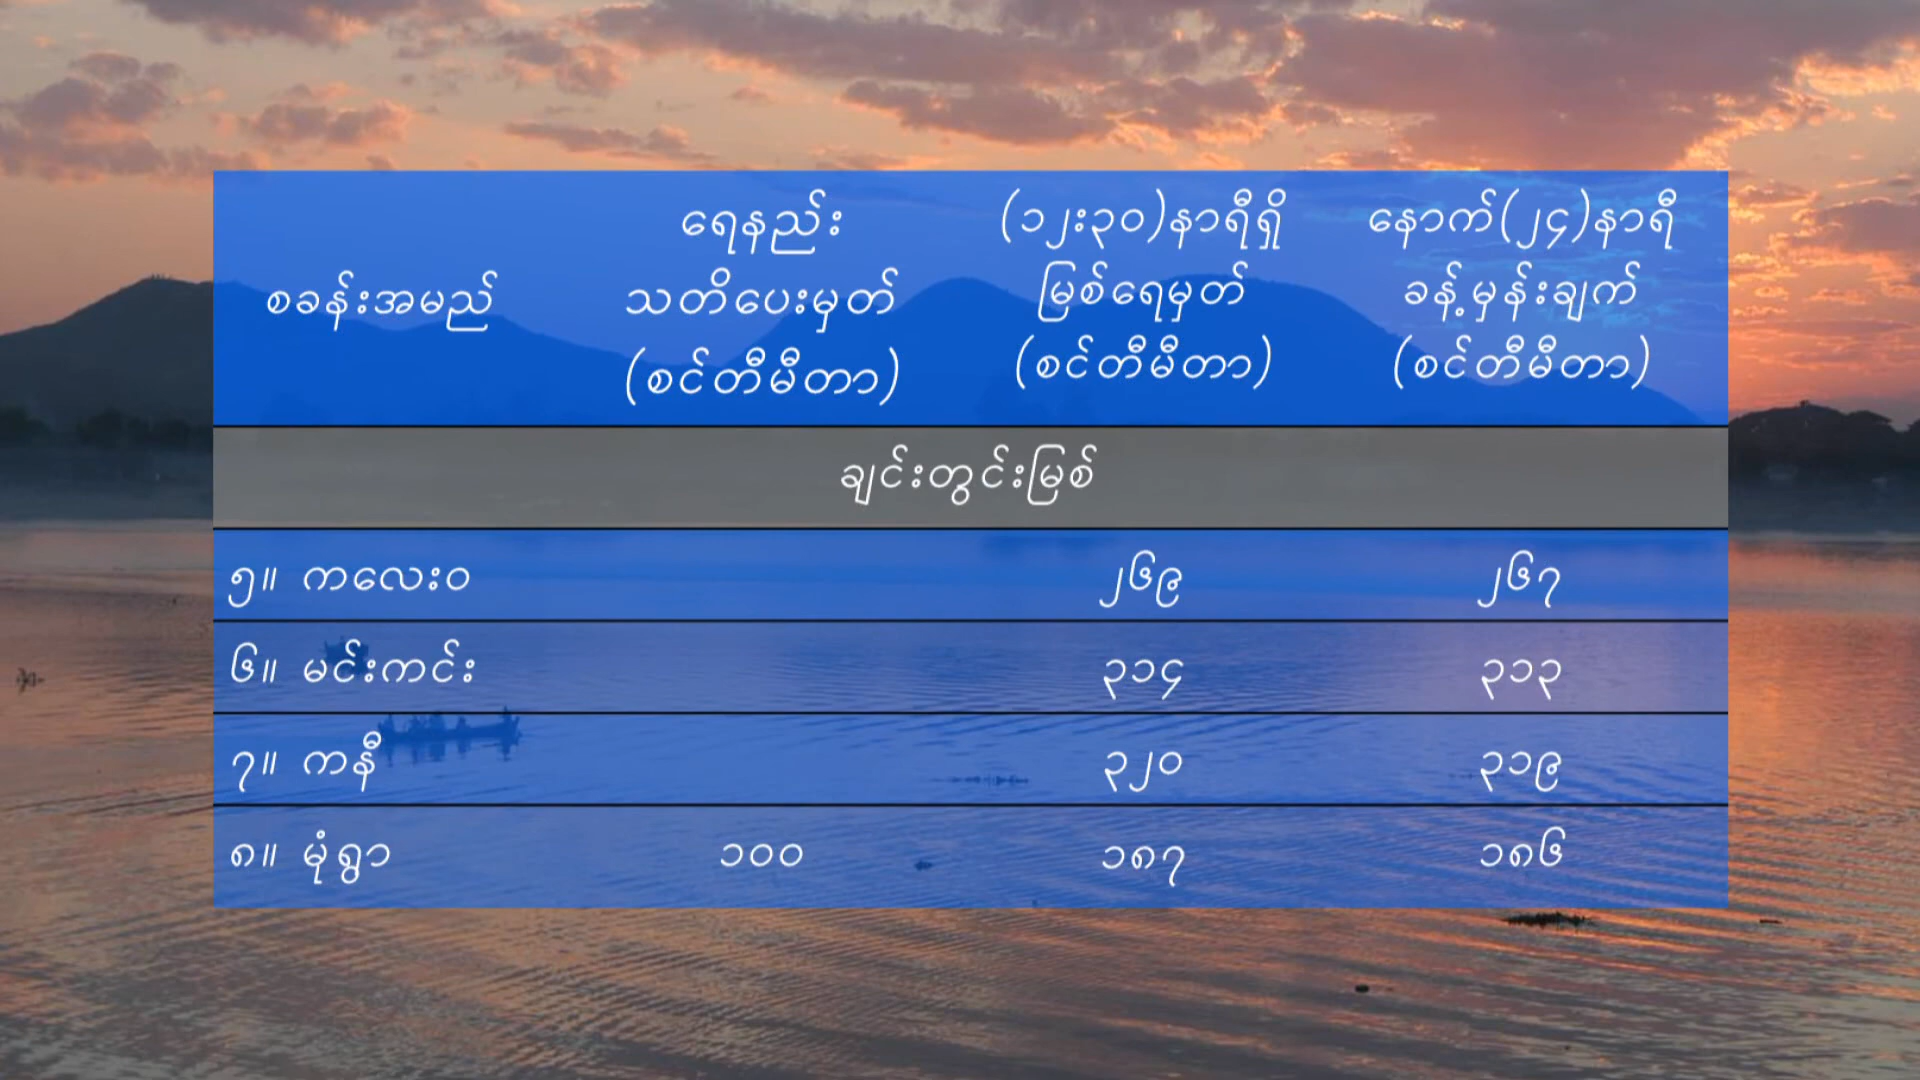 စခန်းအမည်
ရေနည်း
သတိပေးမှတ်
(စင်တီမီတာ)
(၁၂း၃၀)နာရီရှိ
မြစ်ရေမှတ်
(စင်တီမီတာ)
နောက်(၂၄)နာရီ
ခန့်မှန်းချက်
(စင်တီမီတာ)
ချင်းတွင်းမြစ်
၅။ ကလေးဝ ၂၆၉ ၂၆၇
၆။ မင်းကင်း ၃၁၄ ၃၁၃
၇။ ကနီ ၃၂၀ ၃၁၉
၈။ မုံရွာ ၁၀၀ ၁၈၇ ၁၈၆